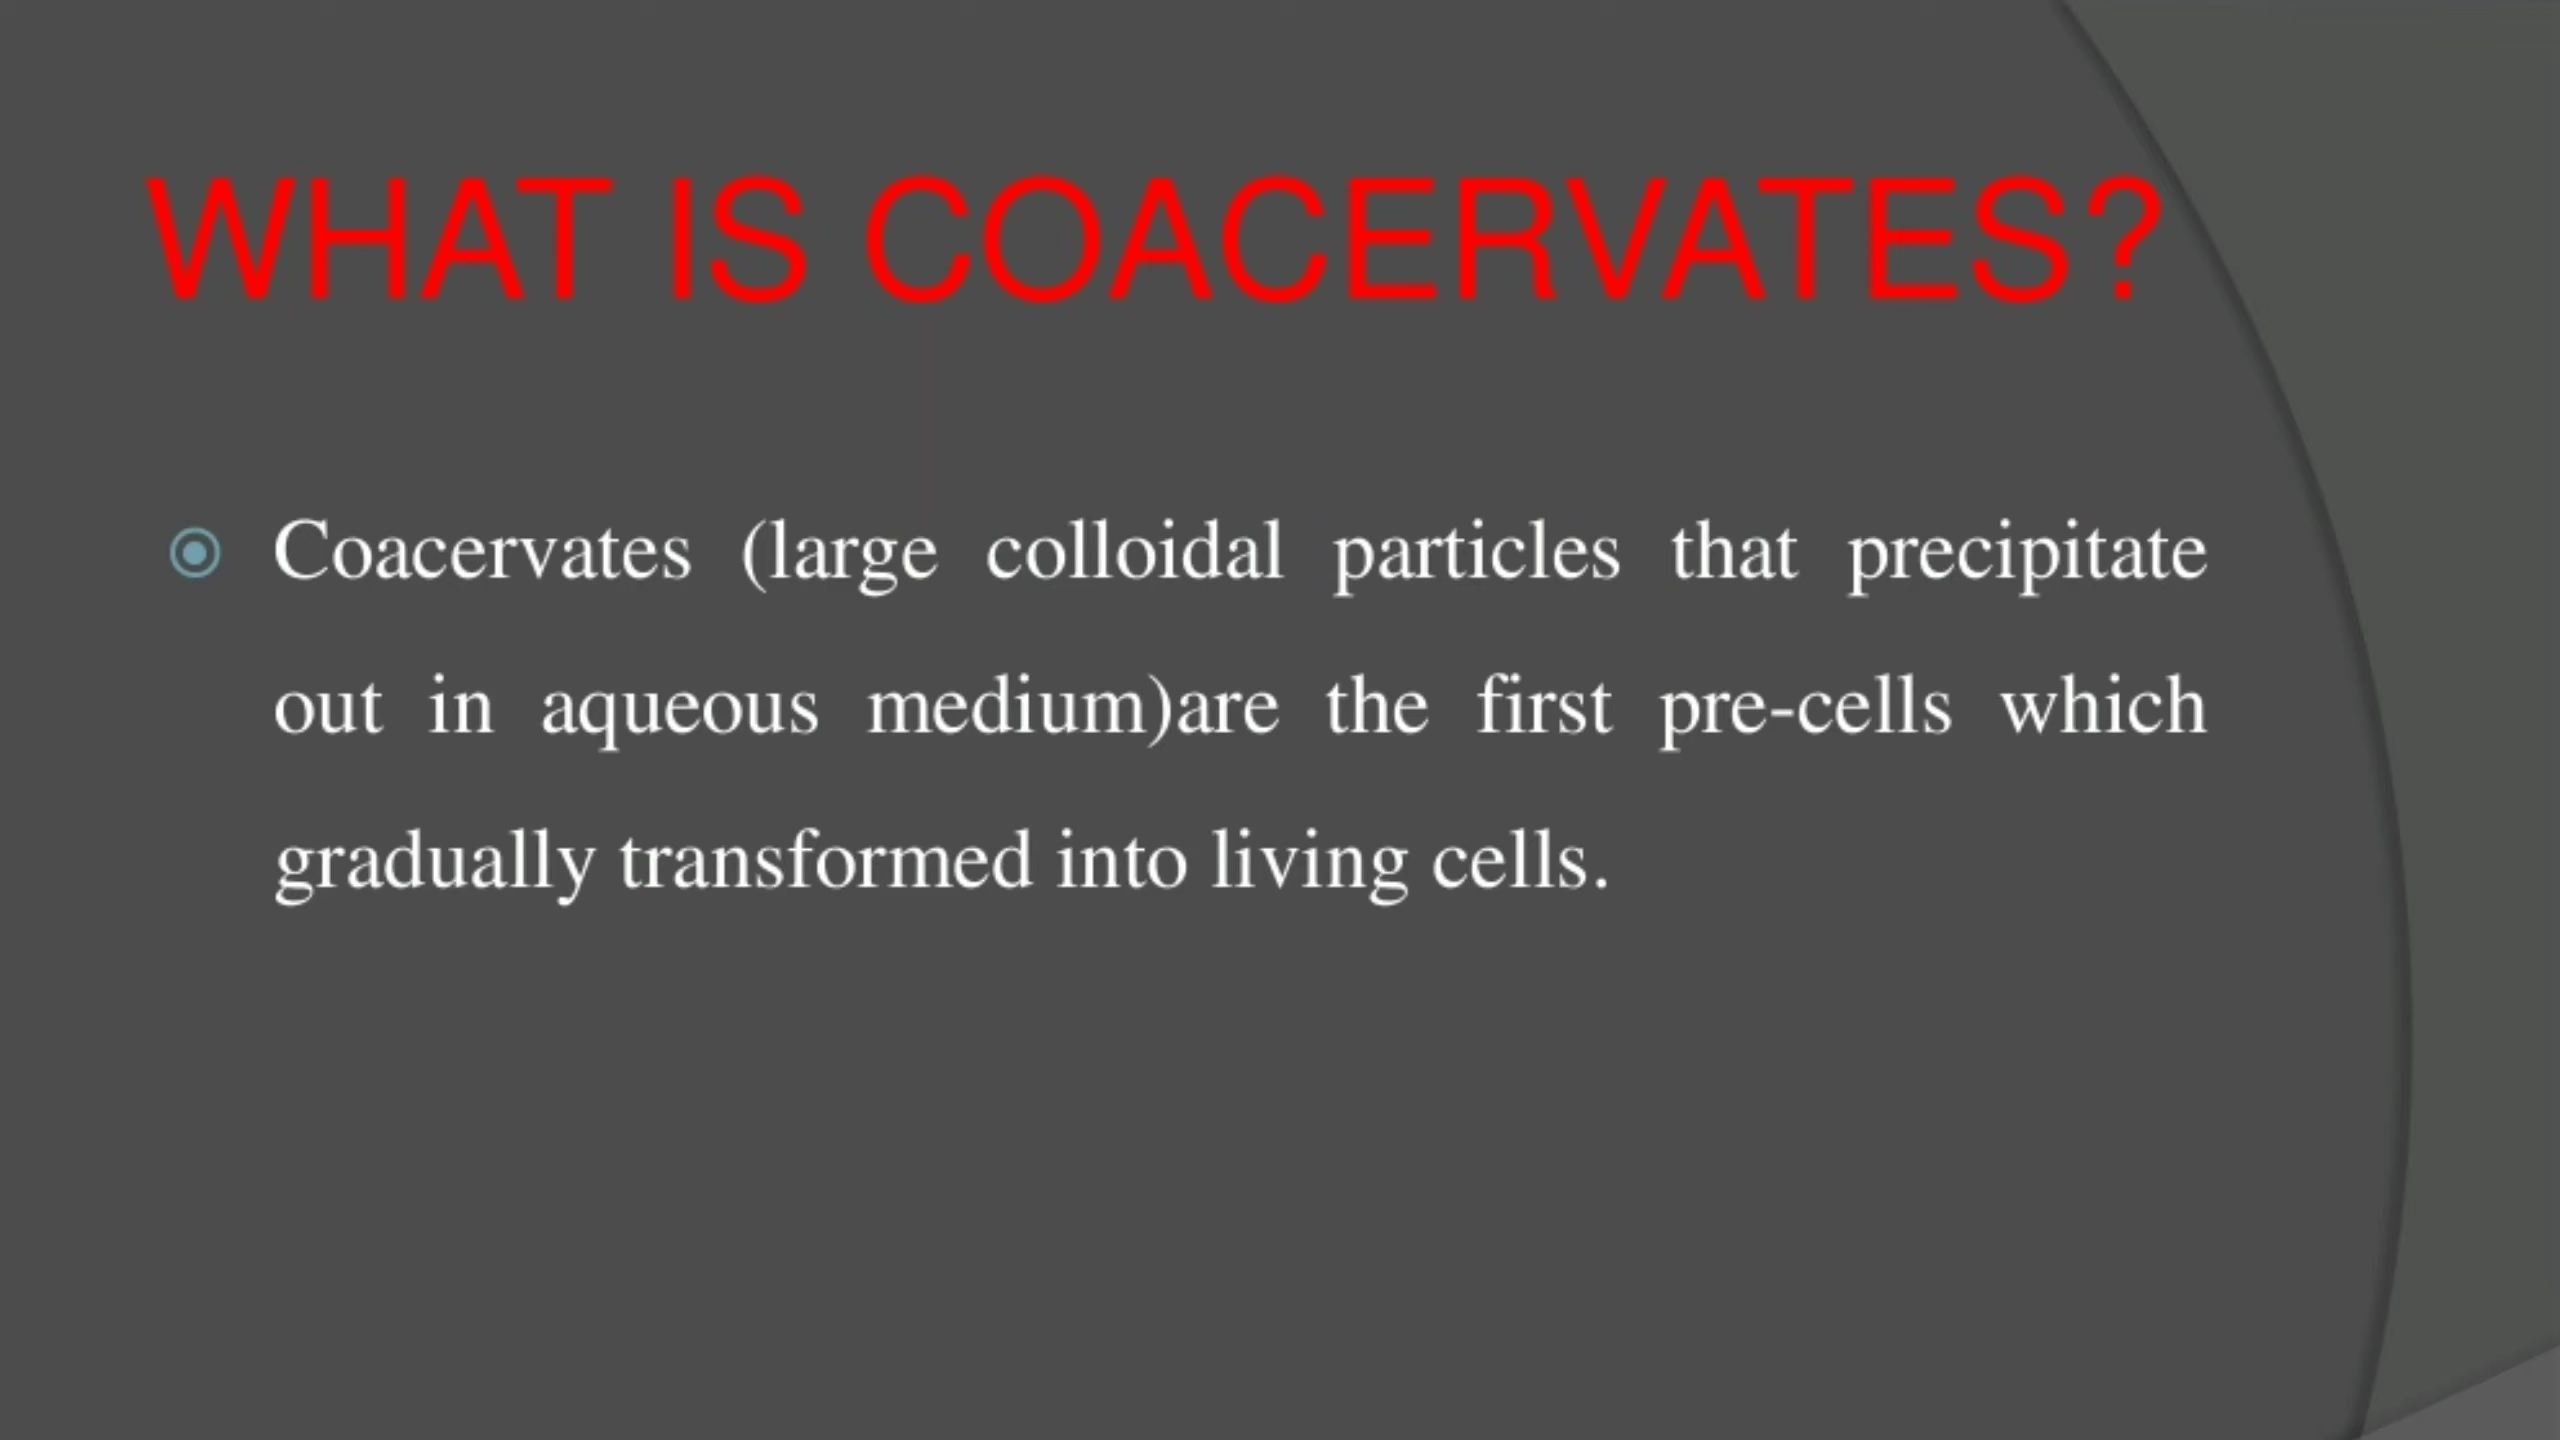 WHAT IS COACERVATES?
Coacervates (large colloidal particles that precipitate
out in aqueous medium)are the first pre-cells which
gradually transformed into living cells.